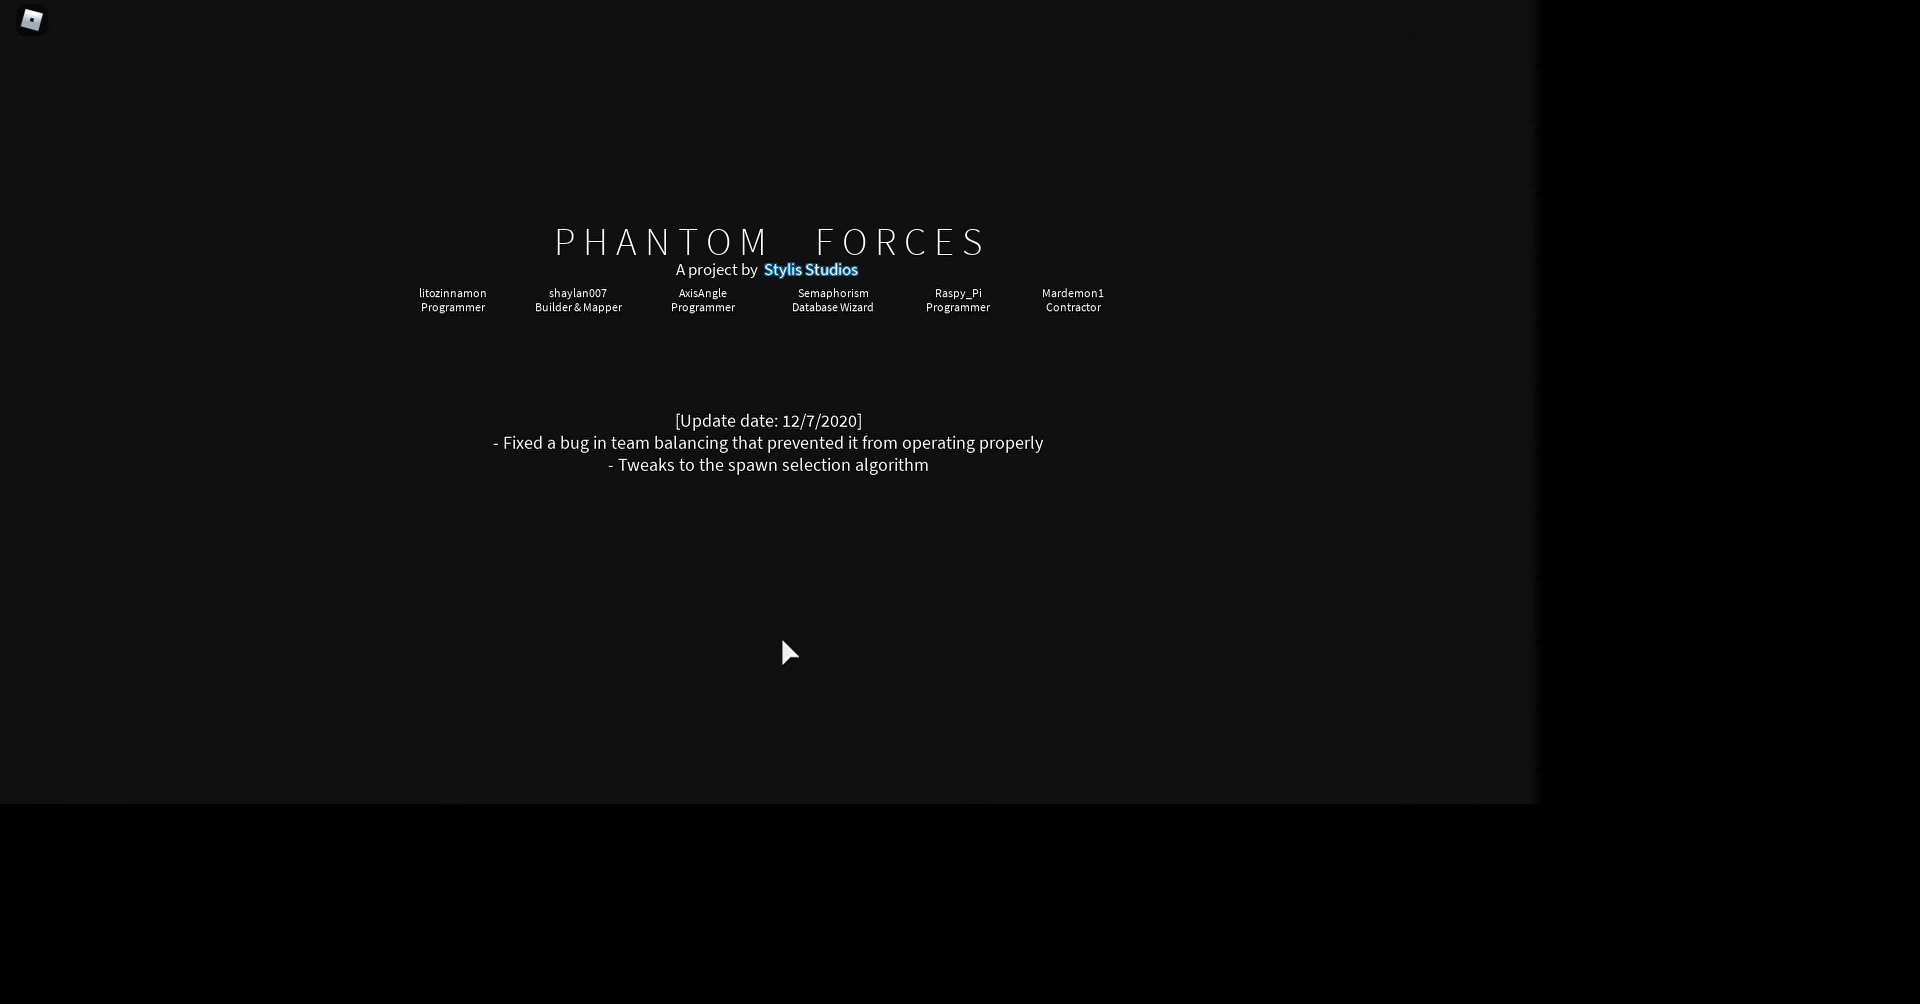 PHANTOM FORCES
A project by Stylis Studios
litozinnamon shaylan007 AxisAngle Semaphorism Raspy_Pi Mardemon1
Programmer Builder & Mapper Programmer Database Wizard Programmer Contractor
[Update date: 12/7/2020]
- Fixed a bug in team balancing that prevented it from operating properly
- Tweaks to the spawn selection algorithm